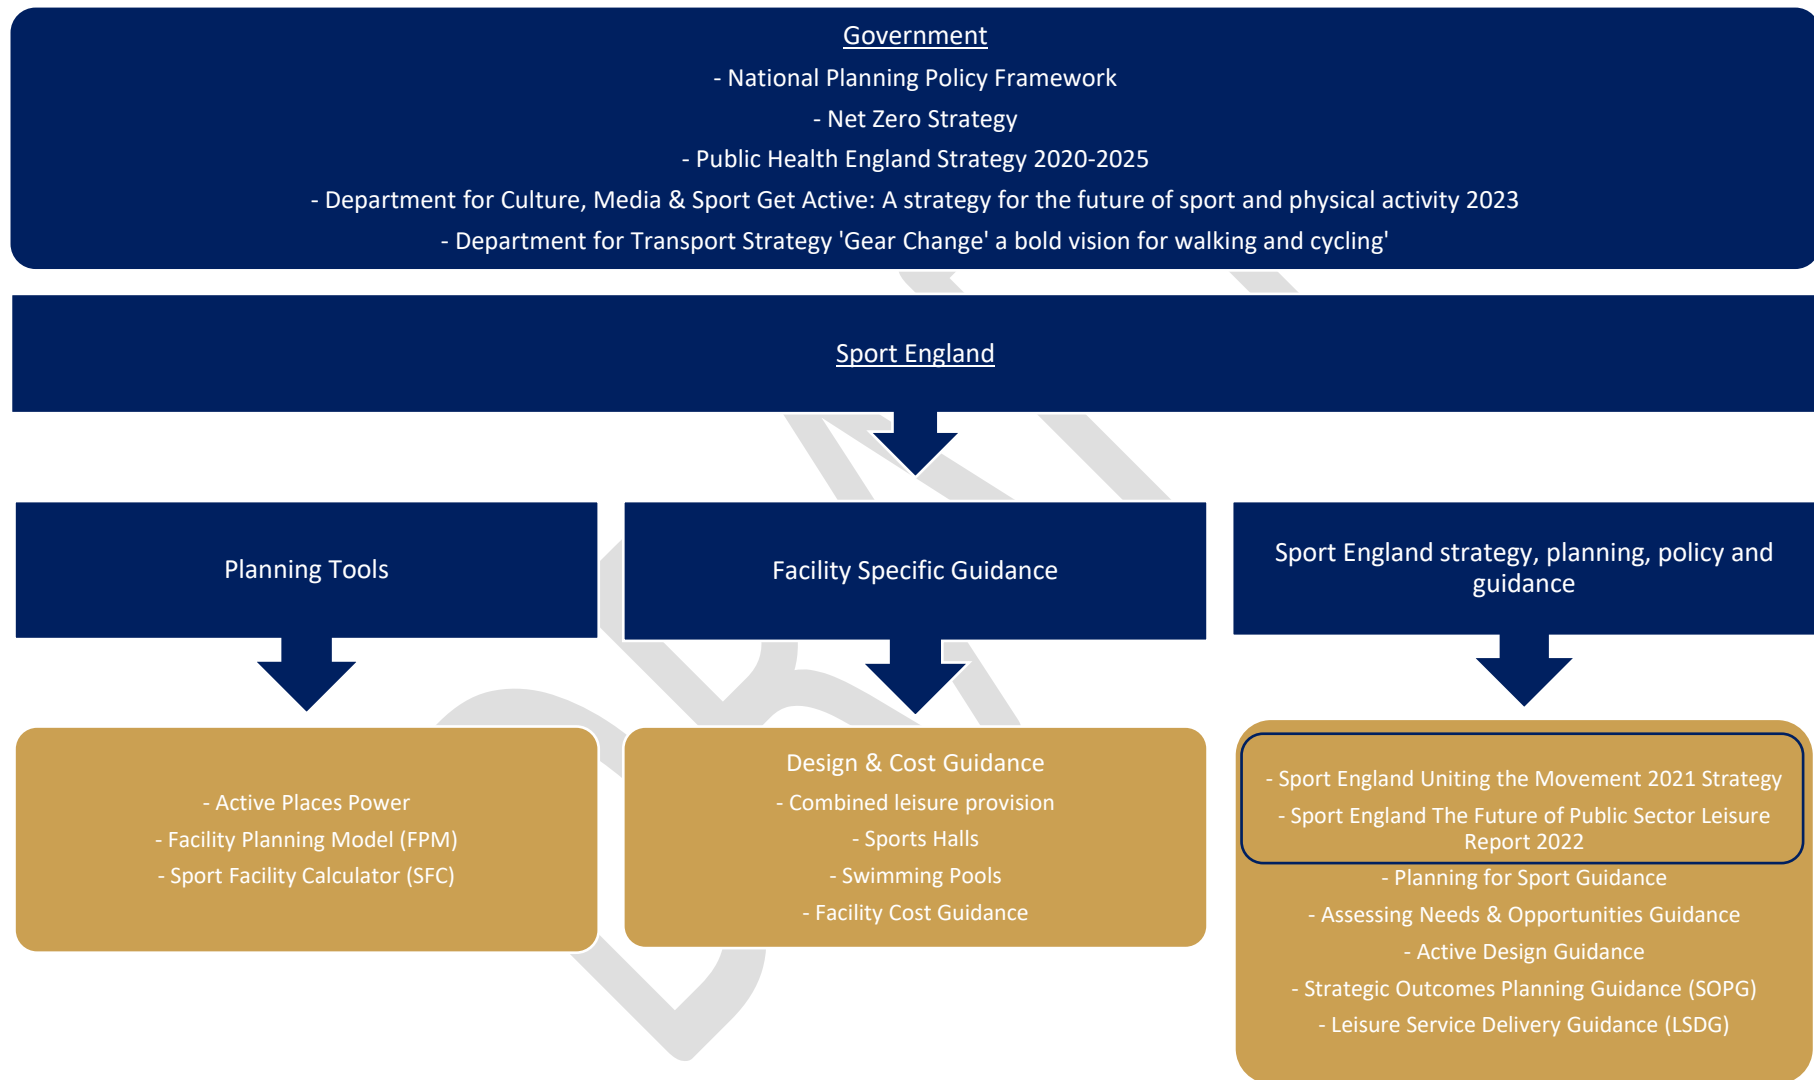 Government
- National Planning Policy Framework
- Net Zero Strategy
- Public Health England Strategy 2020-2025
- Department for Culture, Media & Sport Get Active: A strategy for the future of sport and physical activity 2023
- Department for Transport Strategy 'Gear Change' a bold vision for walking and cycling'
Sport England
Planning Tools
- Active Places Power
- Facility Planning Model (FPM)
- Sport Facility Calculator (SFC)
Facility Specific Guidance
Design & Cost Guidance
- Combined leisure provision
- Sports Halls
- Swimming Pools
- Facility Cost Guidance
Sport England strategy, planning, policy and
guidance
- Sport England Uniting the Movement 2021 Strategy
- Sport England The Future of Public Sector Leisure
Report 2022
- Planning for Sport Guidance
- Assessing Needs & Opportunities Guidance
- Active Design Guidance
- Strategic Outcomes Planning Guidance (SOPG)
- Leisure Service Delivery Guidance (LSDG)